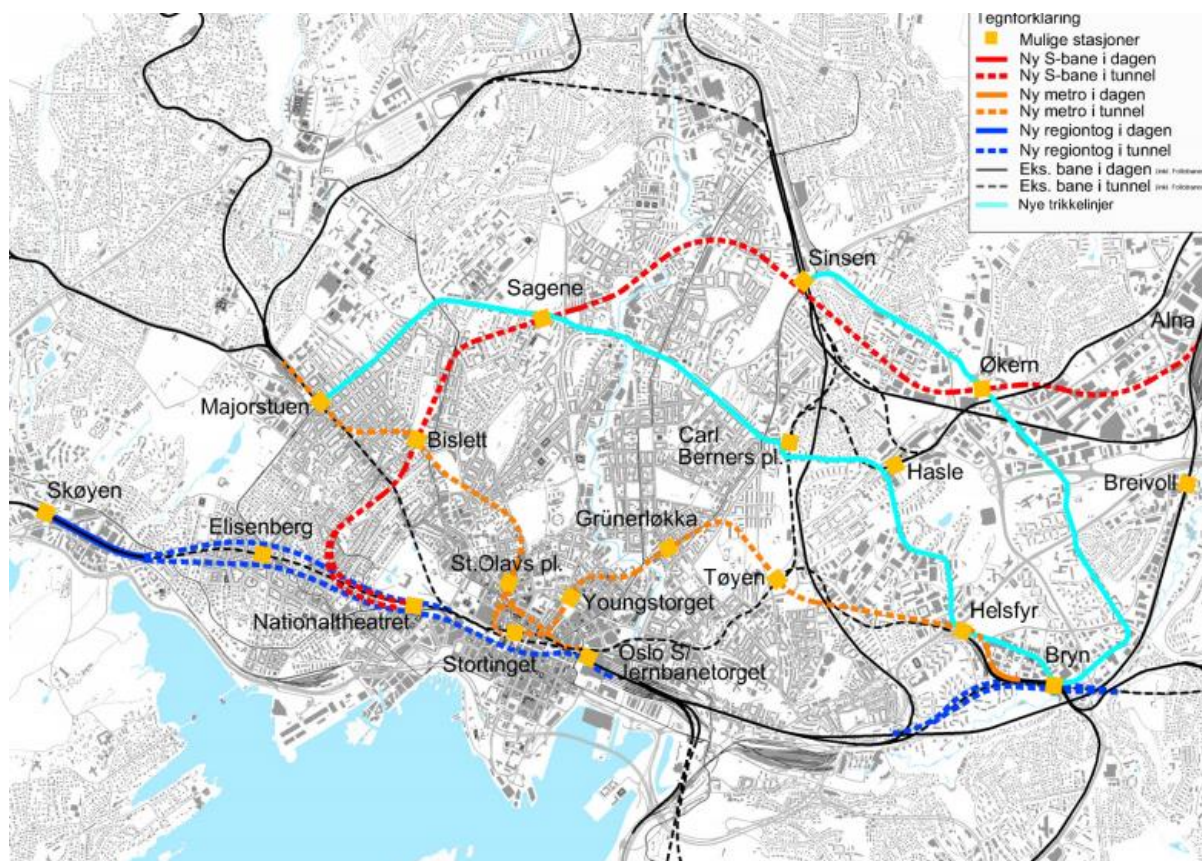 Tegnforklaring
Mulige stasjoner
Ny S-bane i dagen
Ny S-bane i tunnel
Ny metro i dagen
Ny metro i tunnel
Ny regiontog i dagen
Ny regiontog i tunnel
Eks. bane i dagen
Eks. bane i tunnel
Nye trikkelinjer
Sinsen
Sagene
Alna
Økern
Majorstuen
Bislett
Carl
Berners pl.
Hasle
Breivoll
Skøyen
Elisenberg
Grünerløkka
St.Olavs pl.
Tøyen
Youngstorget
Nationaltheatret
Helsfyr
Stortinget
Oslo S/
Jernbanetorget
Bryn